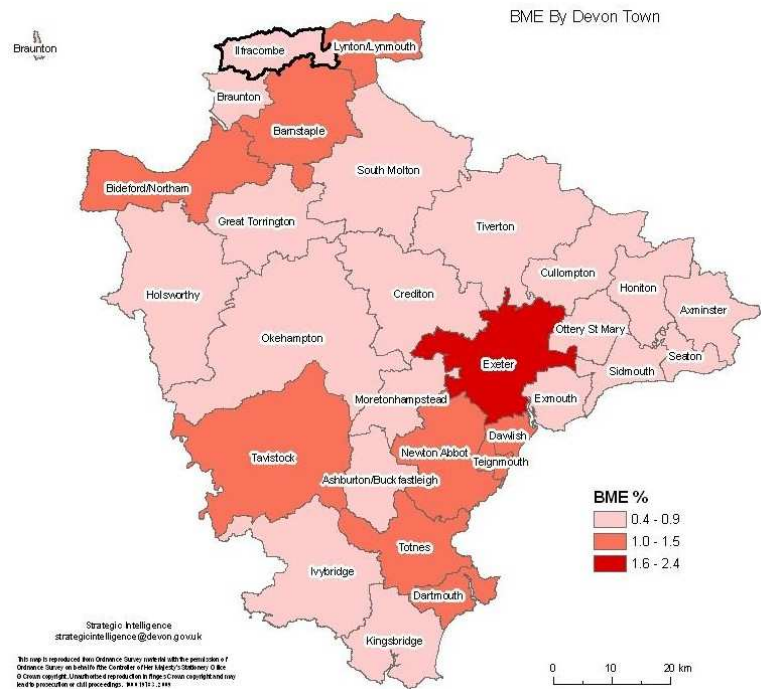 BME By Devon Town
Braunton
Ilfracombe
Lynton/Lynmouth
Braunton
Barnstaple
South Molton
Bideford/Northam
Great Torrington
Tiverton
Cullompton
Honiton
Holsworthy
Crediton
Axminster
Okehampton
Ottery St Mary
Seaton
Exeter
Sidmouth
Moretonhampstead
Exmouth
Dawlish
Newton Abbot
Tavistock
Teignmouth
Ashburton/Buckfastleigh
BME %
0.4 - 0.9
1.0 - 1.5
1.6 - 2.4
Totnes
Ivybridge
Dartmouth
Kingsbridge
Strategic Intelligence
strategicintelligence@devon.gov.uk
This map is reproduced from Ordnance Survey material with the permission of
Ordnance Survey on behalf of the Controller of Her Majesty's Stationery Office
© Crown copyright. Unauthorised reproduction infringes Crown copyright and may
lead to prosecution or civil proceedings.
0 10 20 km